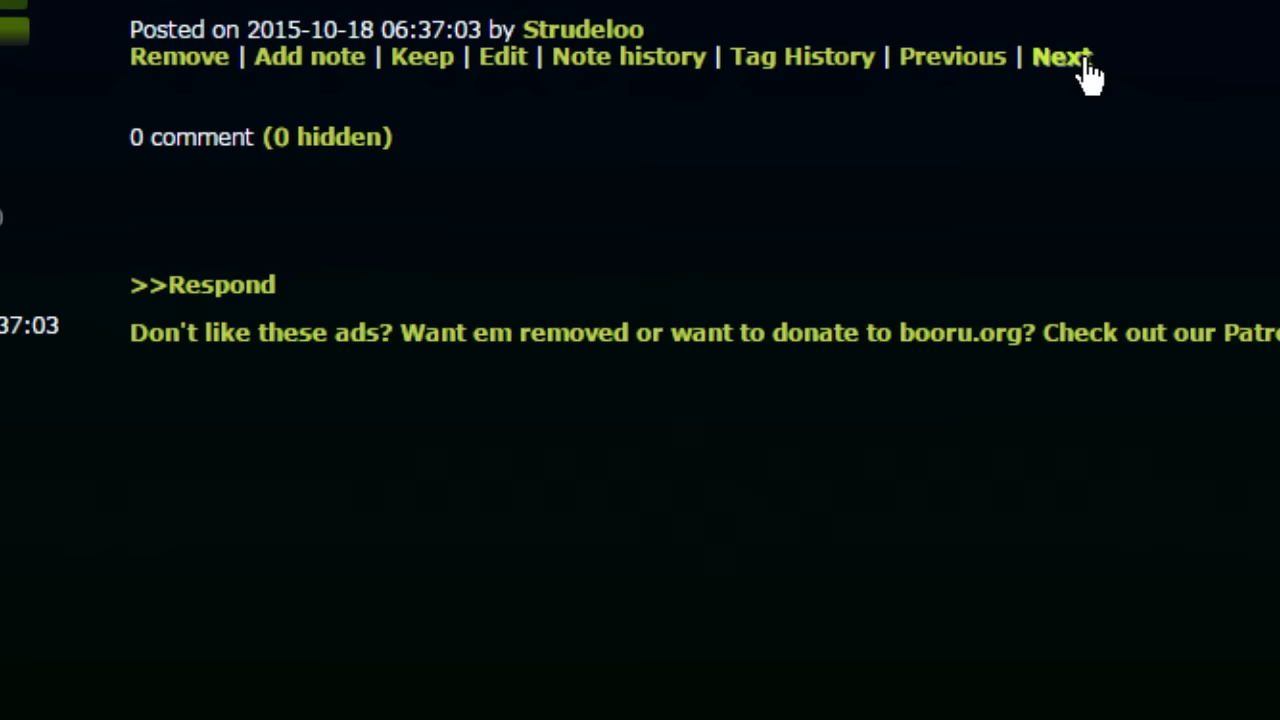 Posted on 2015-10-18 06:37:03 by Strudeloo
Remove | Add note | Keep | Edit | Note history | Tag History | Previous | Next
0 comment (0 hidden)
>>Respond
37:03
Don't like these ads? Want em removed or want to donate to booru.org? Check out our